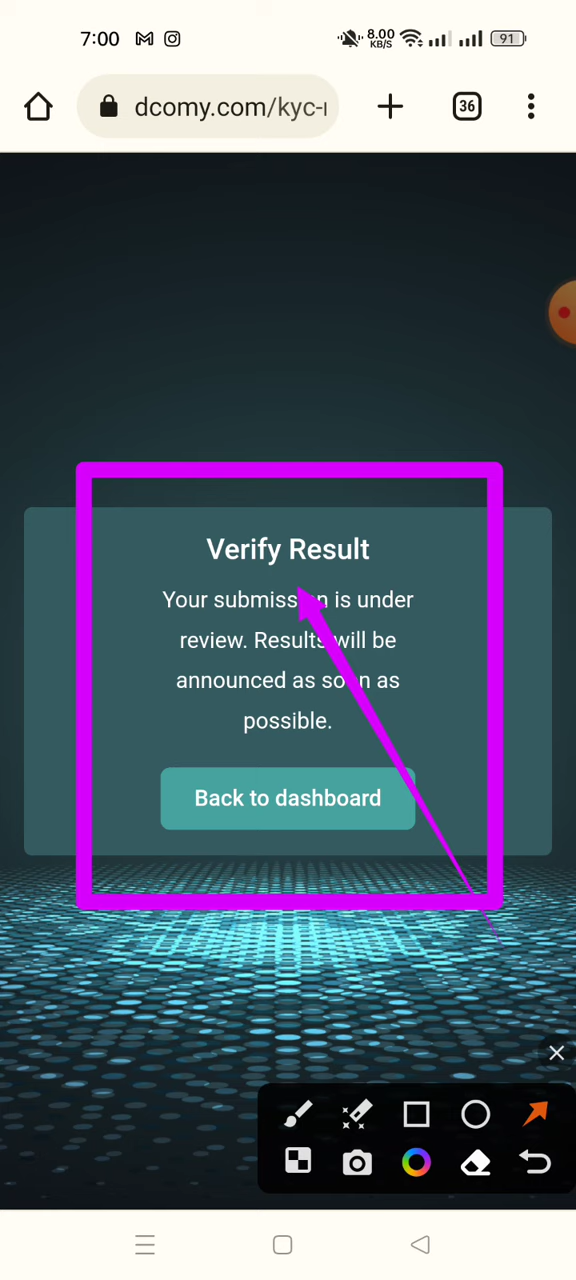 7:00 8.00 KB/S 91
dcomy.com/kyc-
36
Verify Result
Your submission is under
review. Results will be
announced as soon as
possible.
Back to dashboard